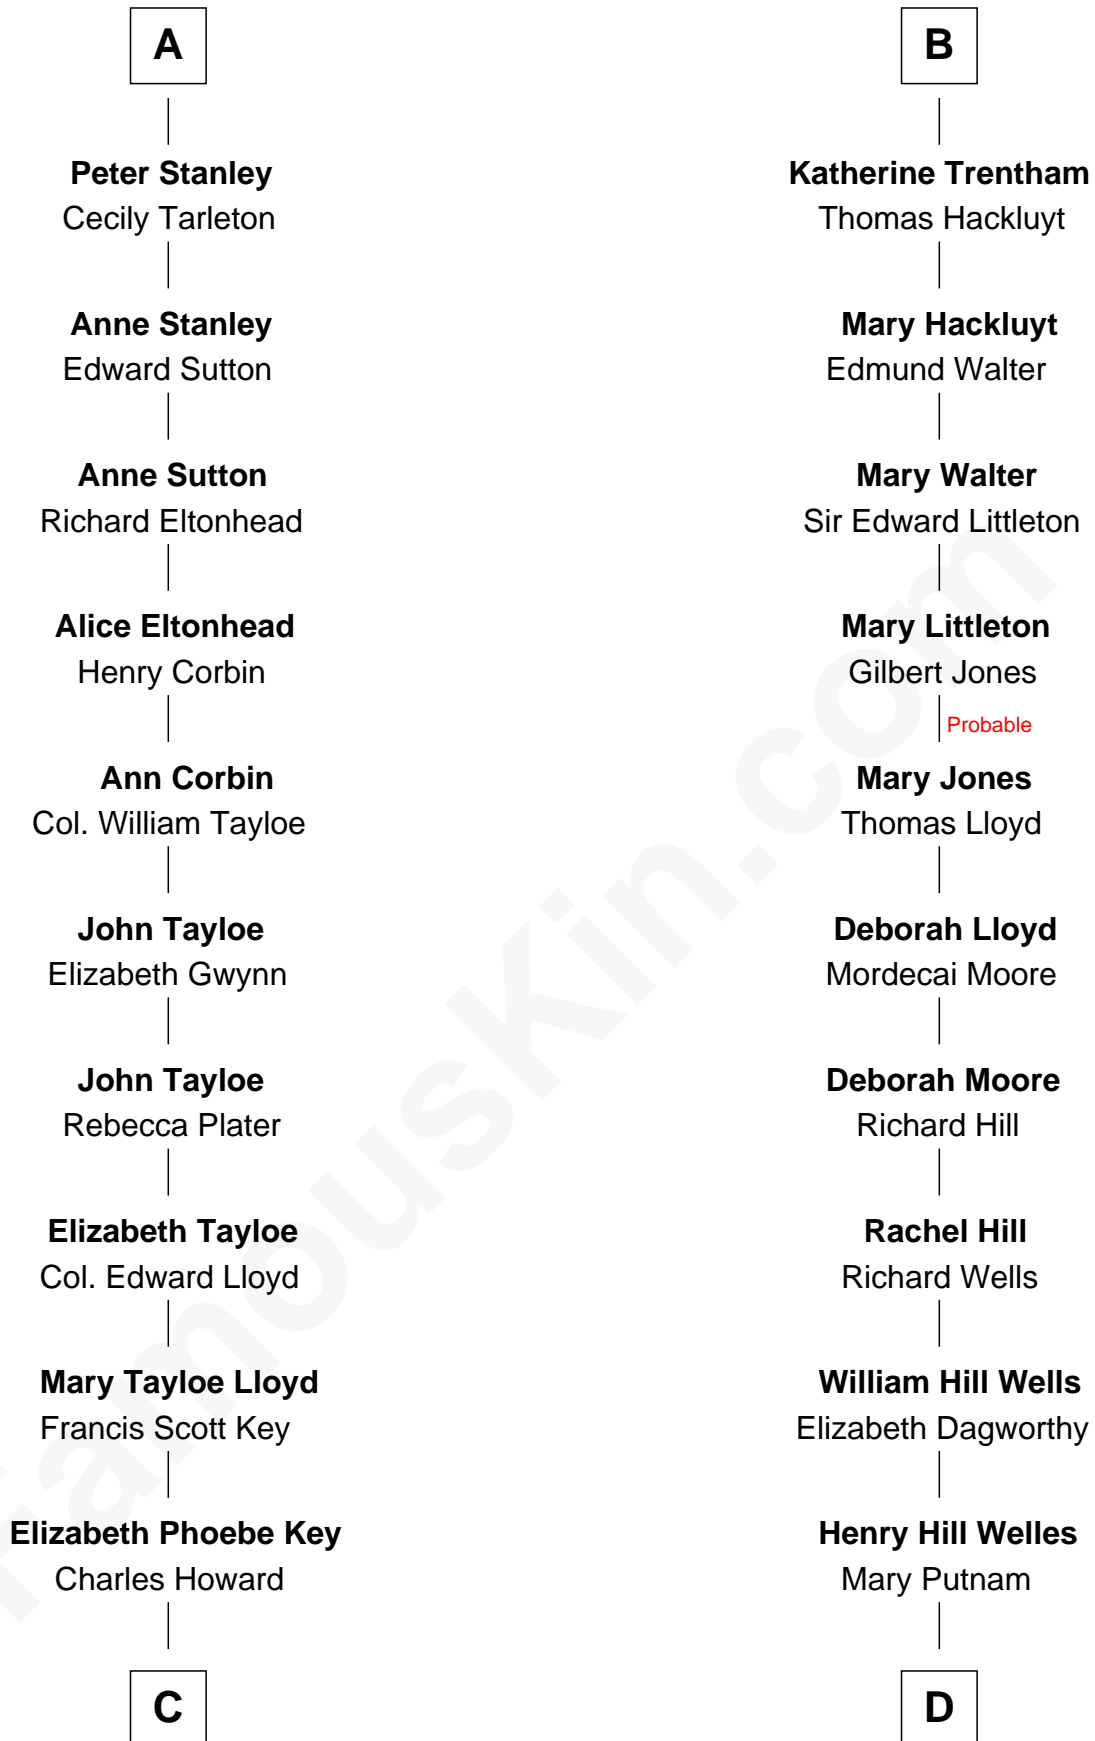 A
Peter Stanley
Cecily Tarleton
Anne Stanley
Edward Sutton
Anne Sutton
Richard Eltonhead
Alice Eltonhead
Henry Corbin
Ann Corbin
Col. William Tayloe
John Tayloe
Elizabeth Gwynn
John Tayloe
Rebecca Plater
Elizabeth Tayloe
Col. Edward Lloyd
Mary Tayloe Lloyd
Francis Scott Key
Elizabeth Phoebe Key
Charles Howard
C
B
Katherine Trentham
Thomas Hackluyt
Mary Hackluyt
Edmund Walter
Mary Walter
Sir Edward Littleton
Mary Littleton
Gilbert Jones
Probable
Mary Jones
Thomas Lloyd
Deborah Lloyd
Mordecai Moore
Deborah Moore
Richard Hill
Rachel Hill
Richard Wells
William Hill Wells
Elizabeth Dagworthy
Henry Hill Welles
Mary Putnam
D
FamousKin.com